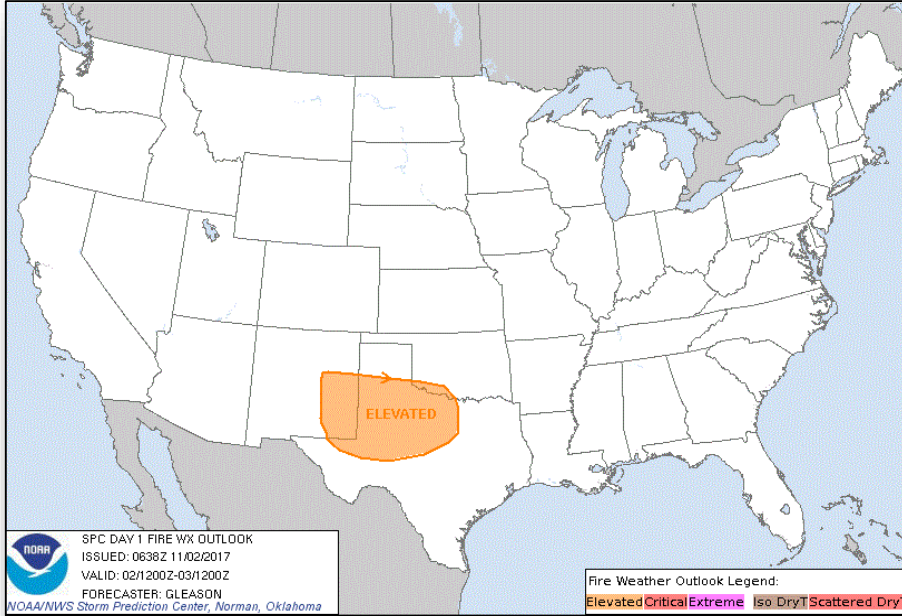 ELEVATED
SPC DAY 1 FIRE WX OUTLOOK
ISSUED: 0638Z 11/02/2017
VALID: 02/1200Z-03/1200Z
FORECASTER: GLEASON
NOAA
NOAA/NWS Storm Prediction Center, Norman, Oklahoma
Fire Weather Outlook Legend:
Elevated Critical Extreme Iso DryT Scattered DryT